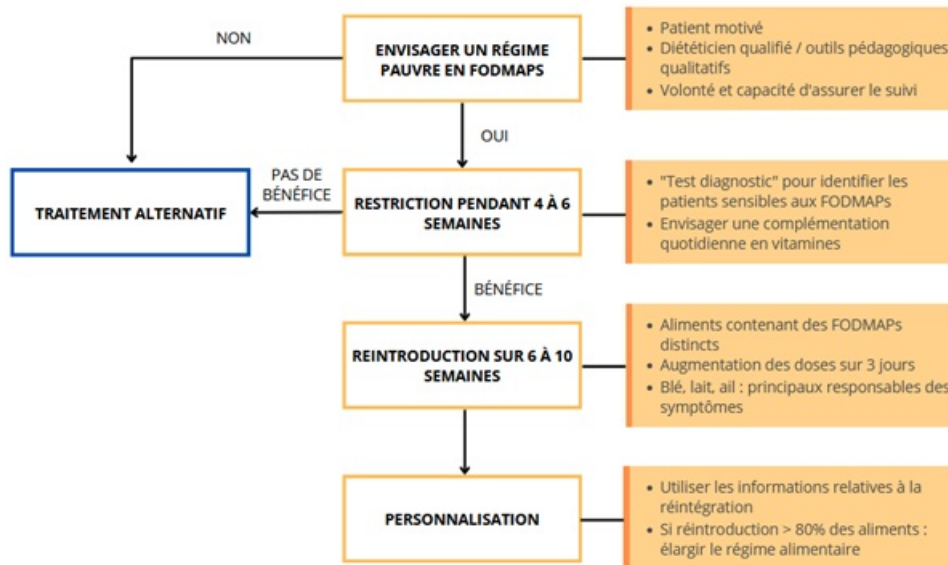 NON
ENVISAGER UN RÉGIME
PAUVRE EN FODMAPS
• Patient motivé
• Diététicien qualifié / outils pédagogiques
qualitatifs
• Volonté et capacité d'assurer le suivi
OUI
PAS DE
BÉNÉFICE
TRAITEMENT ALTERNATIF
RESTRICTION PENDANT 4 À 6
SEMAINES
• "Test diagnostic" pour identifier les
patients sensibles aux FODMAPs
• Envisager une complémentation
quotidienne en vitamines
BÉNÉFICE
REINTRODUCTION SUR 6 À 10
SEMAINES
• Aliments contenant des FODMAPs
distincts
• Augmentation des doses sur 3 jours
• Blé, lait, ail : principaux responsables des
symptômes
PERSONNALISATION
• Utiliser les informations relatives à la
réintégration
• Si réintroduction > 80% des aliments :
élargir le régime alimentaire